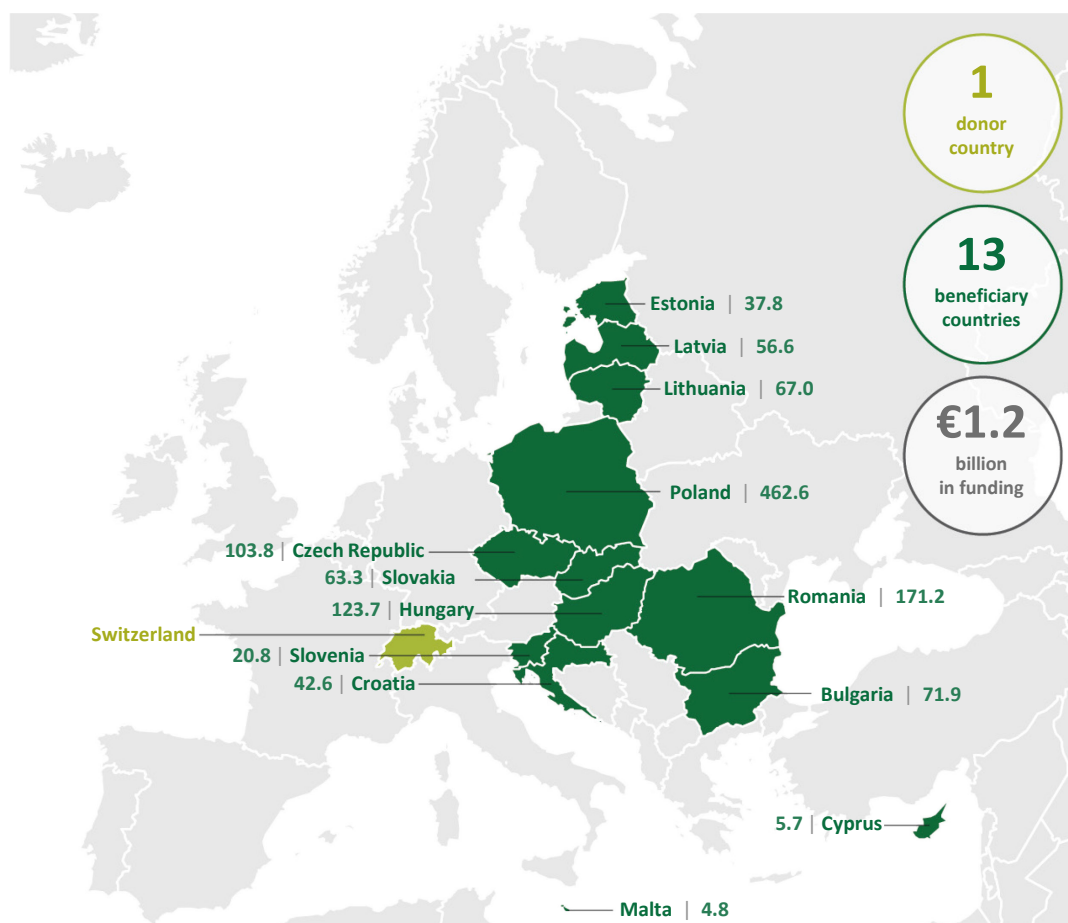 1
donor
country
13
beneficiary
countries
€1.2
billion
in funding
Estonia | 37.8
Latvia | 56.6
Lithuania | 67.0
Poland | 462.6
103.8 | Czech Republic
63.3 | Slovakia
123.7 | Hungary
Romania | 171.2
Switzerland
20.8 | Slovenia
42.6 | Croatia
Bulgaria | 71.9
5.7 | Cyprus
Malta | 4.8